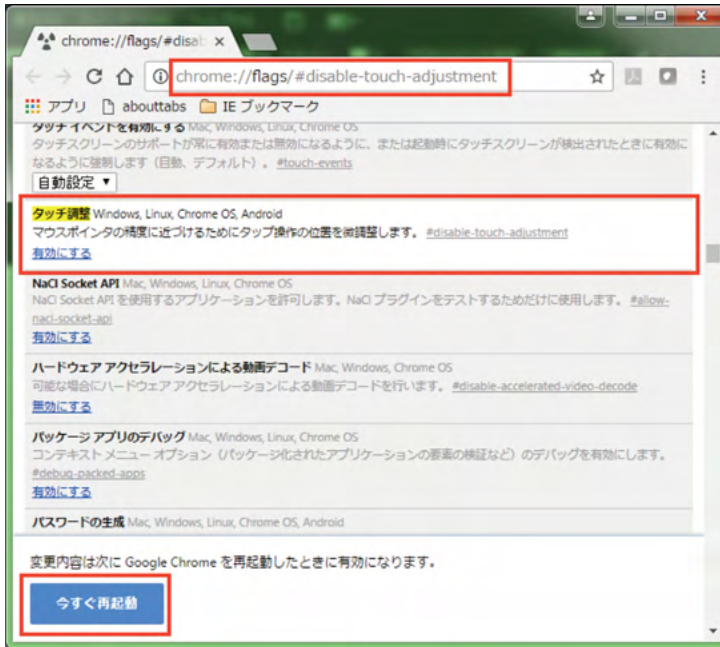 chrome://flags/#disab
chrome://flags/#disable-touch-adjustment
アプリ abouttabs IE ブックマーク
タッチ イベントを有効にする Mac, Windows, Linux, Chrome OS
タッチスクリーンのサポートが常に有効または無効になるように、または起動時にタッチスクリーンが検出されたときに有効に
なるように強制します（自動、デフォルト）。 #touch-events
自動設定
タッチ調整 Windows, Linux, Chrome OS, Android
マウスポインタの精度に近づけるためにタップ操作の位置を微調整します。 #disable-touch-adjustment
有効にする
NaCl Socket API Mac, Windows, Linux, Chrome OS
NaCl Socket API を使用するアプリケーションを許可します。NaCl プラグインをテストするためだけに使用します。 #allow-
nacl-socket-api
有効にする
ハードウェア アクセラレーションによる動画デコード Mac, Windows, Chrome OS
可能な場合にハードウェア アクセラレーションによる動画デコードを行います。 #disable-accelerated-video-decode
無効にする
パッケージ アプリのデバッグ Mac, Windows, Linux, Chrome OS
コンテキスト メニュー オプション（パッケージ化されたアプリケーションの要素の検証など）のデバッグを有効にします。
#debug-packed-apps
有効にする
パスワードの生成 Mac, Windows, Linux, Chrome OS, Android
変更内容は次に Google Chrome を再起動したときに有効になります。
今すぐ再起動